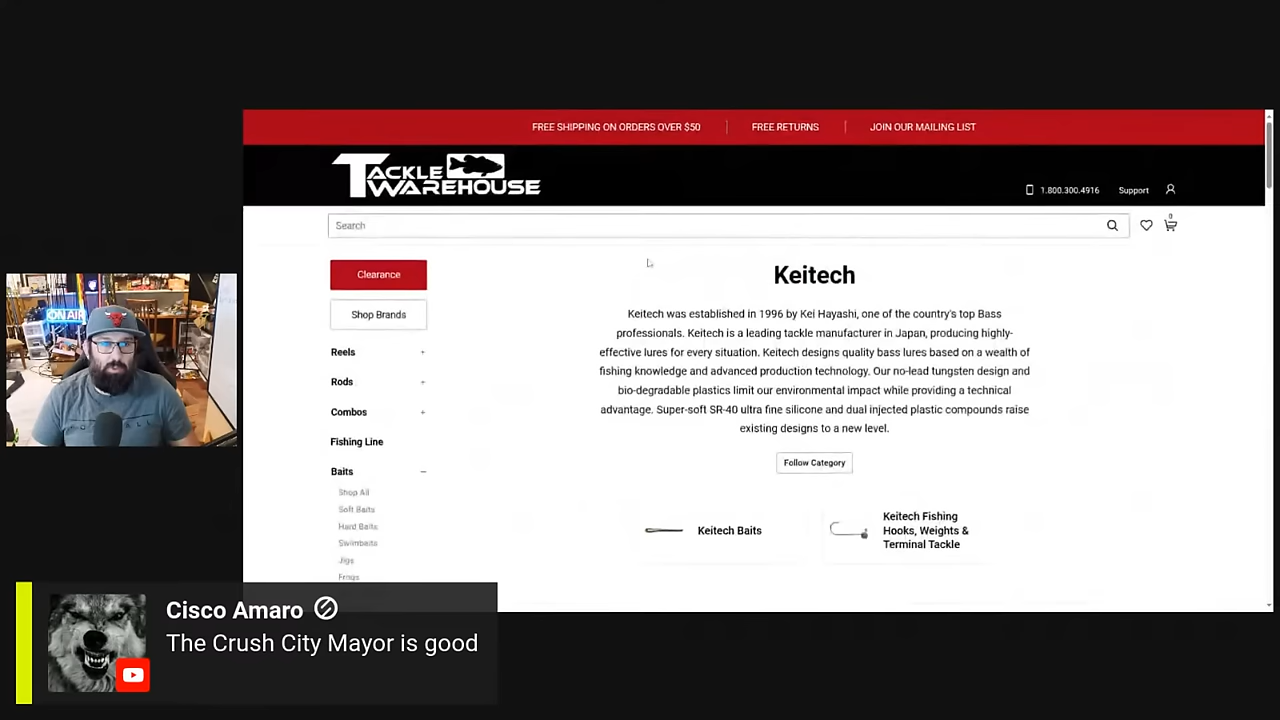 FREE SHIPPING ON ORDERS OVER $50
FREE RETURNS
JOIN OUR MAILING LIST
TACKLE
WAREHOUSE
1.800.300.4916
Support
Search
0
Clearance
Shop Brands
Reels +
Rods +
Combos +
Fishing Line
Baits –
Shop All
Soft Baits
Hard Baits
Swimbaits
Jigs
Frogs
Keitech
Keitech was established in 1996 by Kei Hayashi, one of the country's top Bass
professionals. Keitech is a leading tackle manufacturer in Japan, producing highly-
effective lures for every situation. Keitech designs quality bass lures based on a wealth of
fishing knowledge and advanced production technology. Our no-lead tungsten design and
bio-degradable plastics limit our environmental impact while providing a technical
advantage. Super-soft SR-40 ultra fine silicone and dual injected plastic compounds raise
existing designs to a new level.
Follow Category
Keitech Baits
Keitech Fishing
Hooks, Weights &
Terminal Tackle
ON AIR
Cisco Amaro
The Crush City Mayor is good